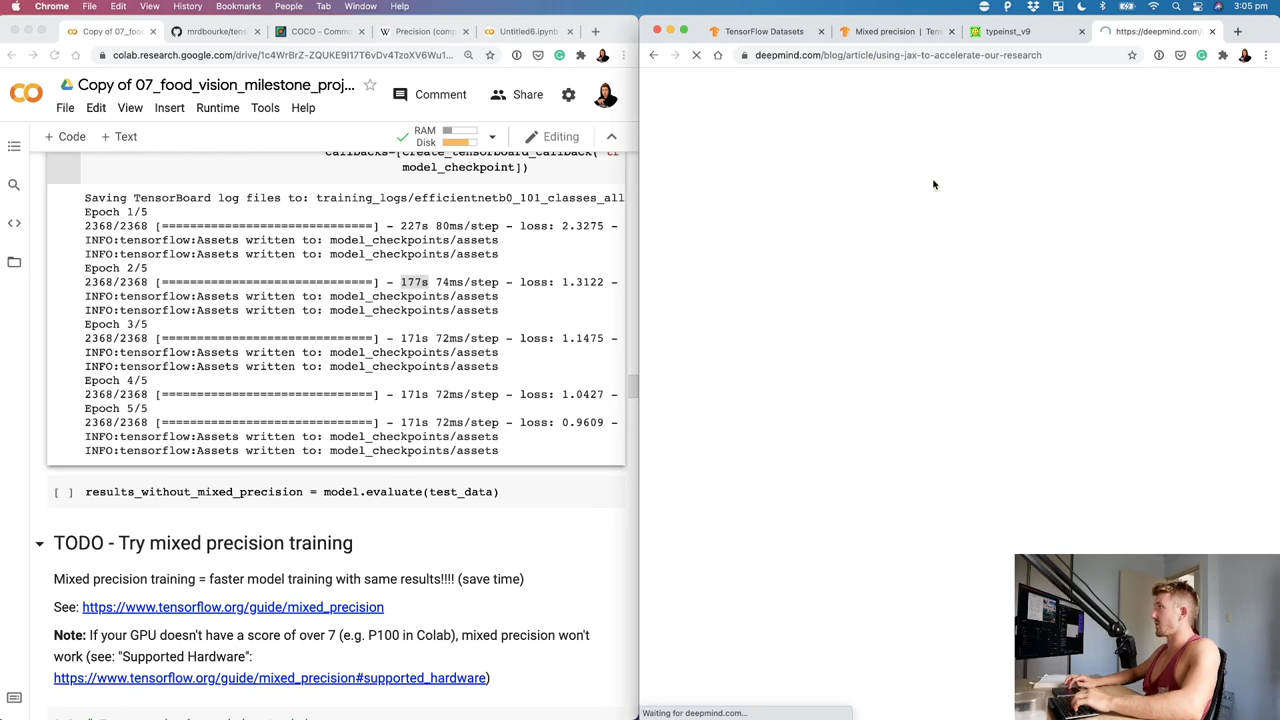 Chrome File Edit View History Bookmarks People Tab Window Help
3:05 pm
Copy of 07_foo
mrdbourke/tens
COCO - Commo
Precision (comp
Untitled6.ipynb
colab.research.google.com/drive/1c4WrBrZ-ZQUKE9I17T6vDv4TzoXV6Wu1...
Copy of 07_food_vision_milestone_proj...
File Edit View Insert Runtime Tools Help
Comment
Share
+ Code + Text
RAM
Disk
Editing
callbacks=[create_tensorboard_callback("tr
model_checkpoint])
Saving TensorBoard log files to: training_logs/efficientnetb0_101_classes_all
Epoch 1/5
2368/2368 [==============================] - 227s 80ms/step - loss: 2.3275 -
INFO:tensorflow:Assets written to: model_checkpoints/assets
INFO:tensorflow:Assets written to: model_checkpoints/assets
Epoch 2/5
2368/2368 [==============================] - 177s 74ms/step - loss: 1.3122 -
INFO:tensorflow:Assets written to: model_checkpoints/assets
INFO:tensorflow:Assets written to: model_checkpoints/assets
Epoch 3/5
2368/2368 [==============================] - 171s 72ms/step - loss: 1.1475 -
INFO:tensorflow:Assets written to: model_checkpoints/assets
INFO:tensorflow:Assets written to: model_checkpoints/assets
Epoch 4/5
2368/2368 [==============================] - 171s 72ms/step - loss: 1.0427 -
Epoch 5/5
2368/2368 [==============================] - 171s 72ms/step - loss: 0.9609 -
INFO:tensorflow:Assets written to: model_checkpoints/assets
INFO:tensorflow:Assets written to: model_checkpoints/assets
[ ] results_without_mixed_precision = model.evaluate(test_data)
TODO - Try mixed precision training
Mixed precision training = faster model training with same results!!!! (save time)
See: https://www.tensorflow.org/guide/mixed_precision
Note: If your GPU doesn't have a score of over 7 (e.g. P100 in Colab), mixed precision won't
work (see: "Supported Hardware":
https://www.tensorflow.org/guide/mixed_precision#supported_hardware)
TensorFlow Datasets
Mixed precision | Tens
typeinst_v9
https://deepmind.com/
deepmind.com/blog/article/using-jax-to-accelerate-our-research
Waiting for deepmind.com...